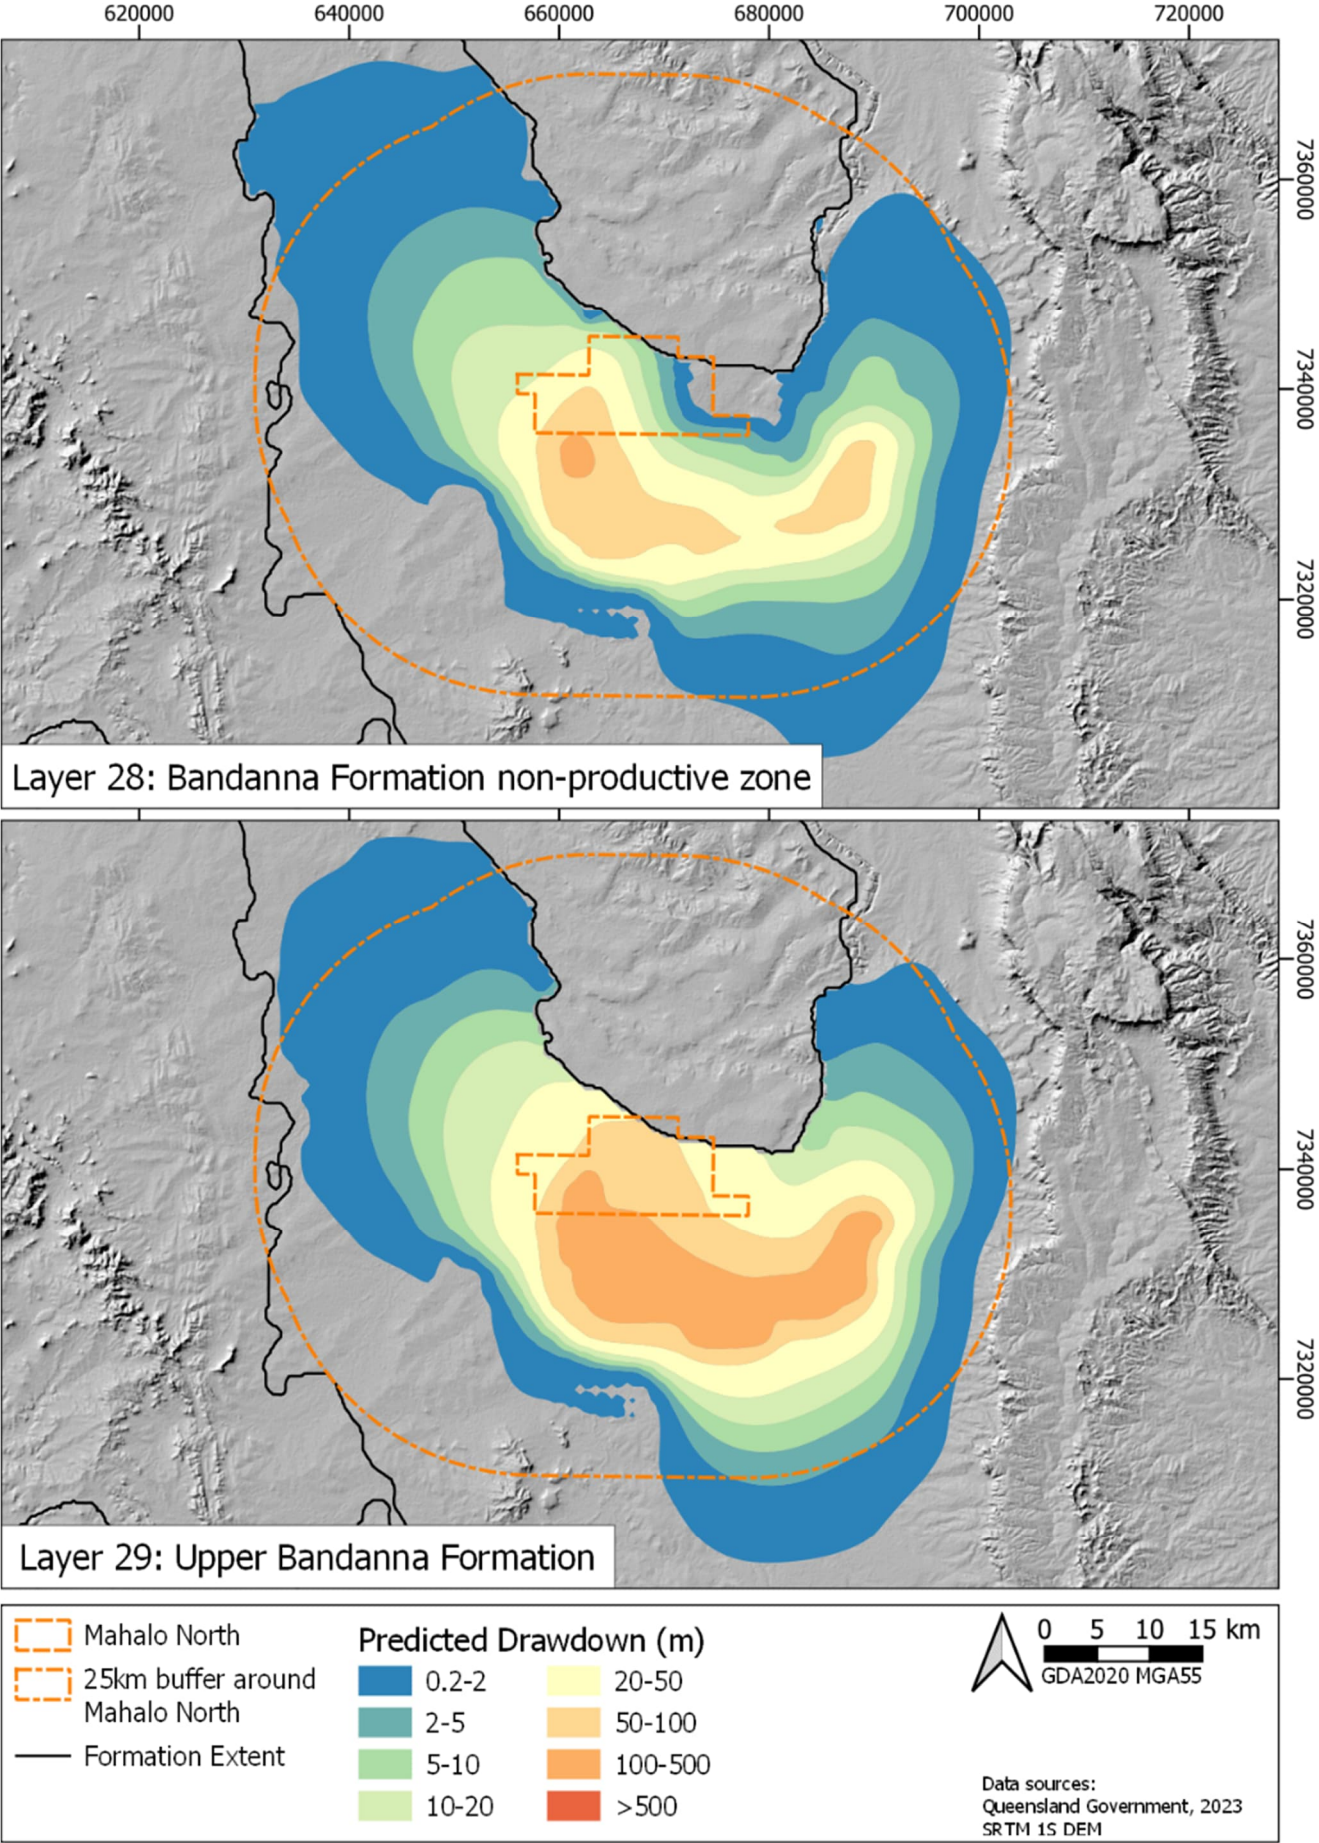 620000 640000 660000 680000 700000 720000
7360000
7340000
7320000
Layer 28: Bandanna Formation non-productive zone
7360000
7340000
7320000
Layer 29: Upper Bandanna Formation
Mahalo North
25km buffer around
Mahalo North
Formation Extent
Predicted Drawdown (m)
0.2-2
2-5
5-10
10-20
20-50
50-100
100-500
>500
0 5 10 15 km
GDA2020 MGA55
Data sources:
Queensland Government, 2023
SRTM 1S DEM